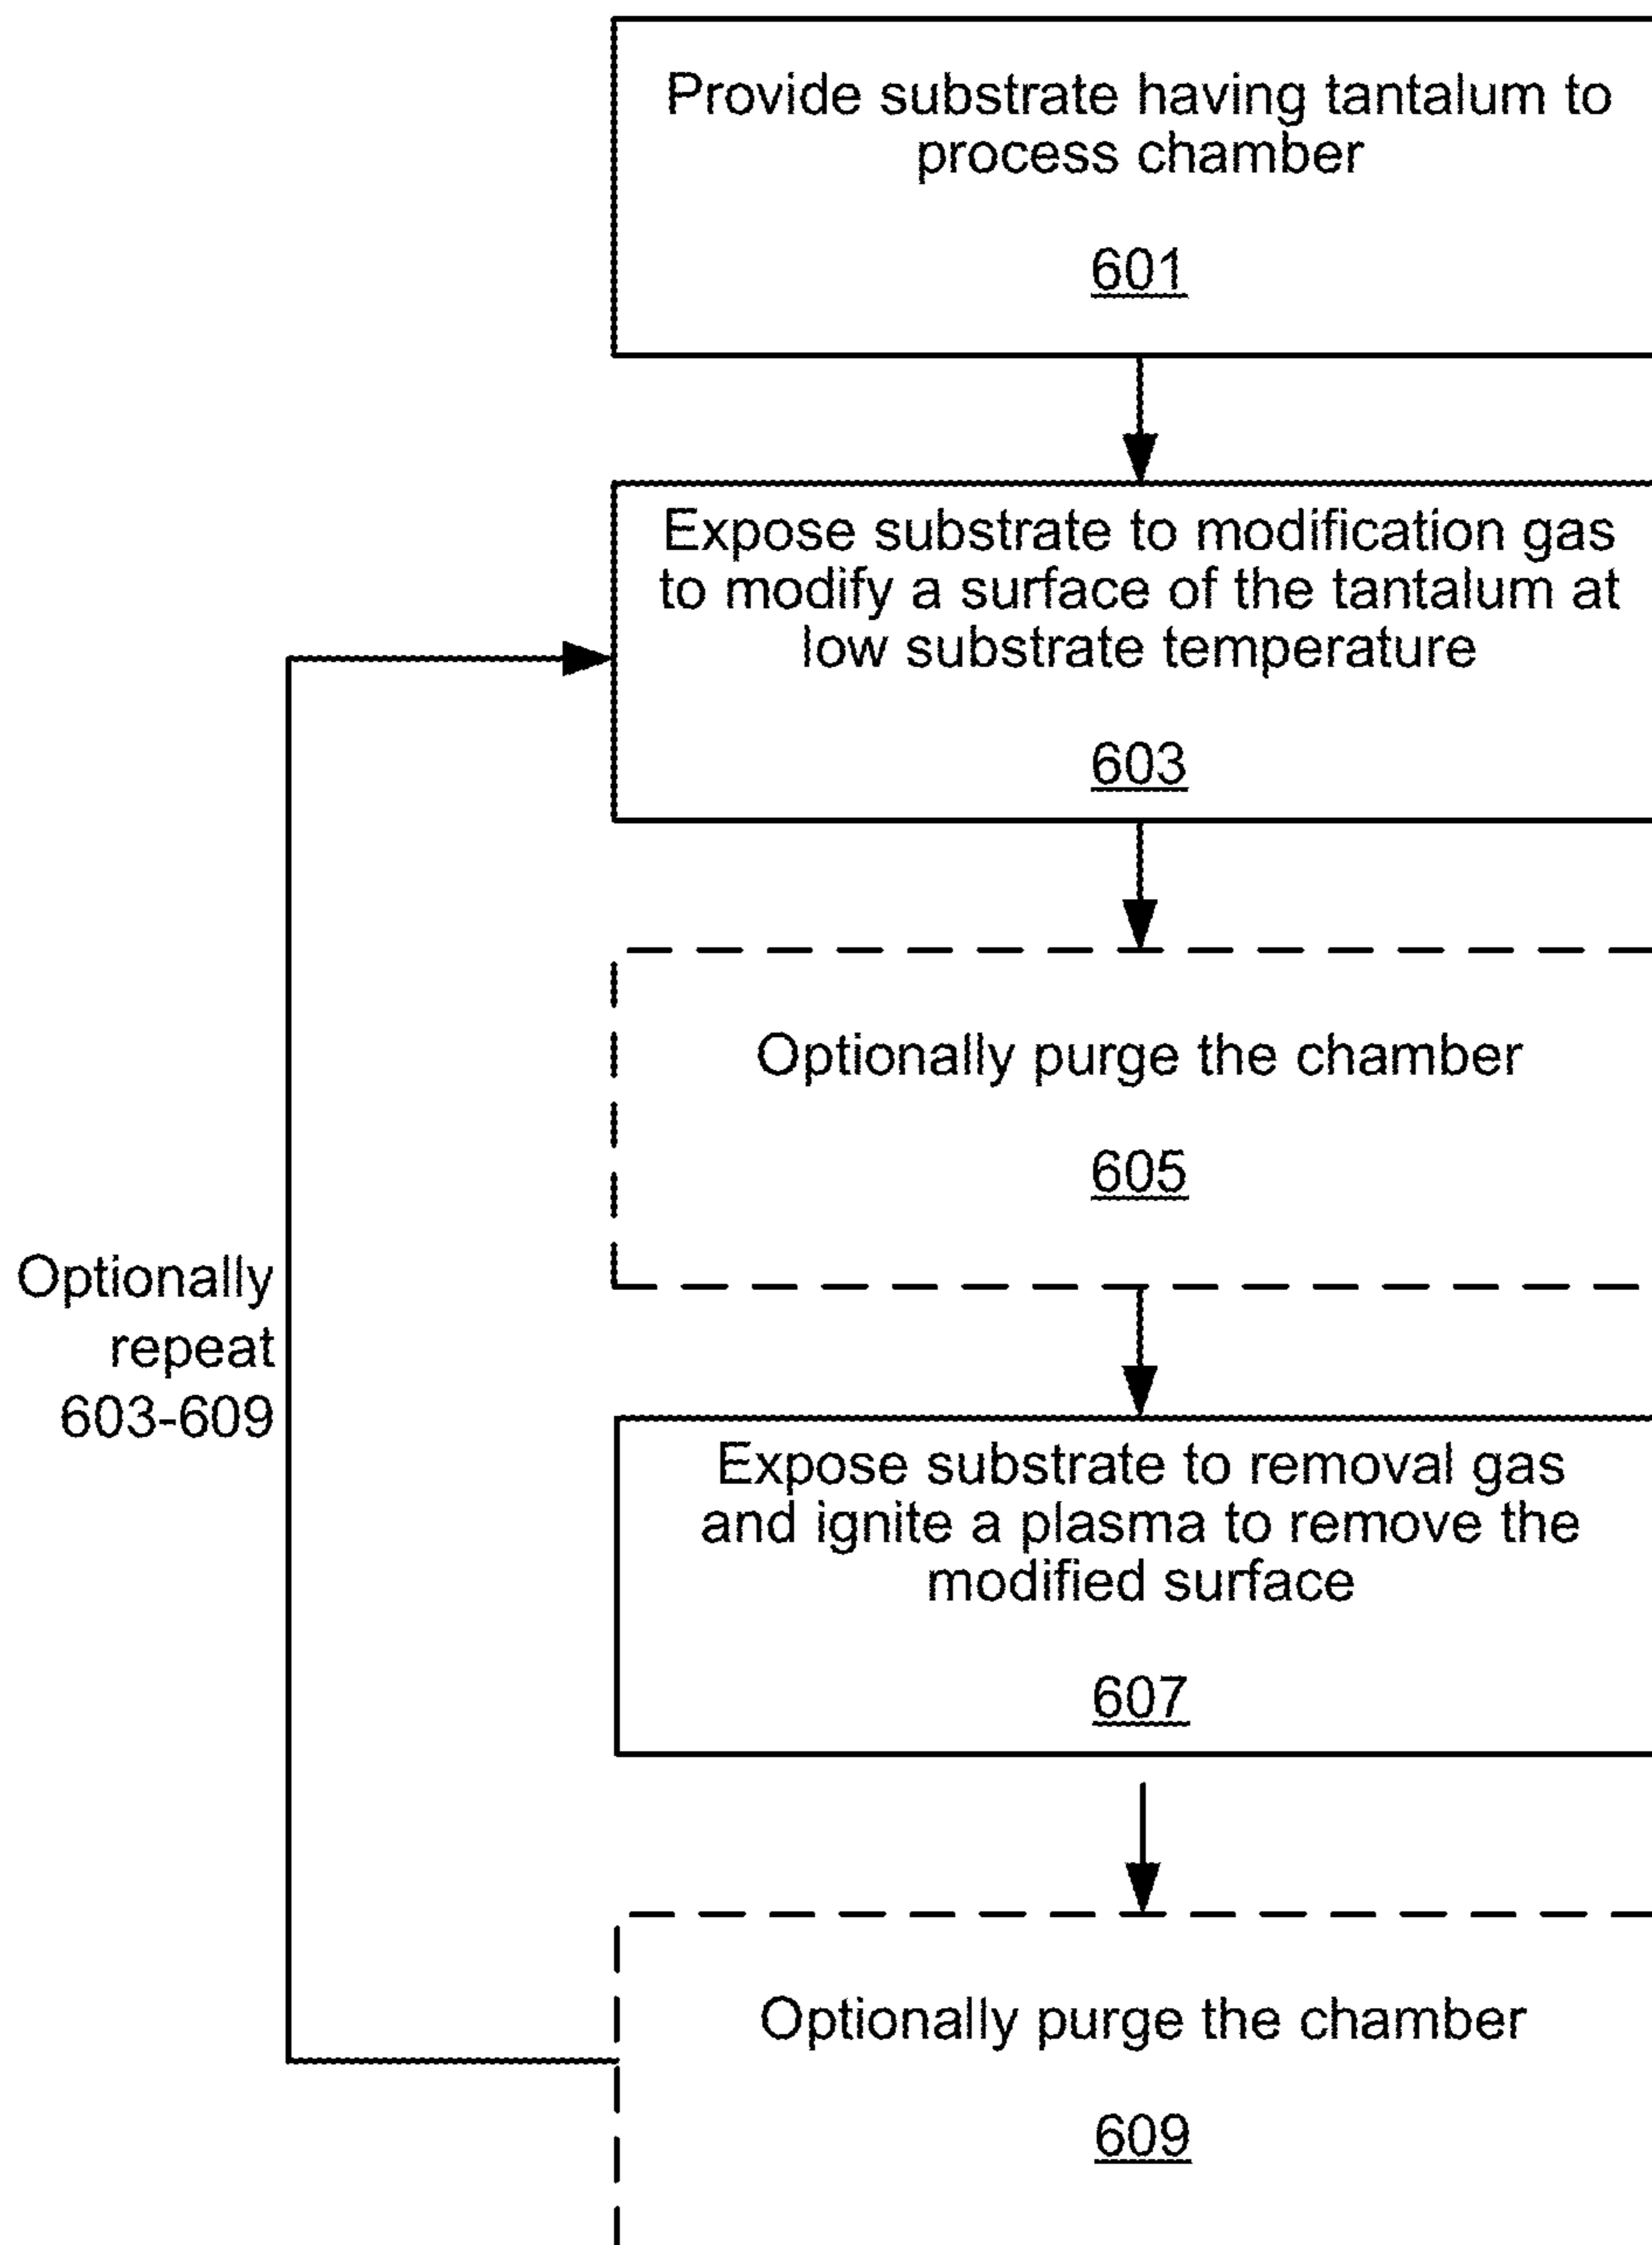 Provide substrate having tantalum to
process chamber
601
Expose substrate to modification gas
to modify a surface of the tantalum at
low substrate temperature
603
Optionally purge the chamber
605
Optionally
repeat
603-609
Expose substrate to removal gas
and ignite a plasma to remove the
modified surface
607
Optionally purge the chamber
609